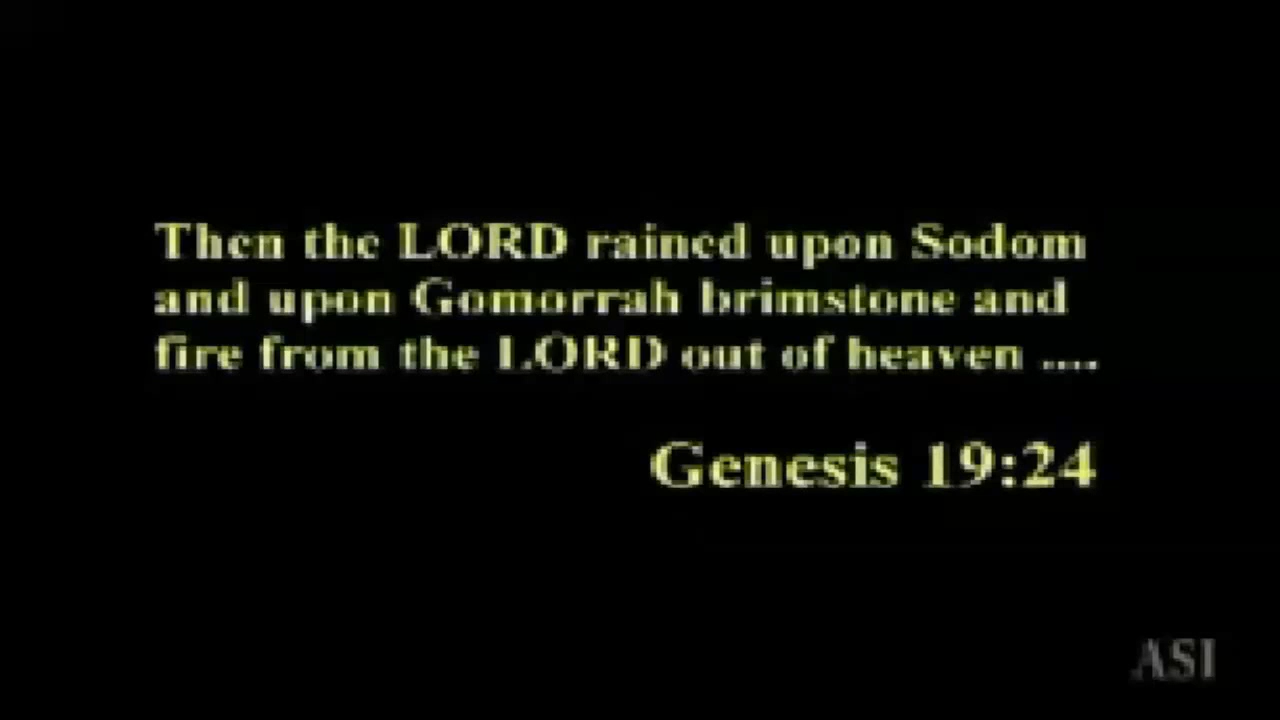 Then the LORD rained upon Sodom
and upon Gomorrah brimstone and
fire from the LORD out of heaven ....
Genesis 19:24
ASI